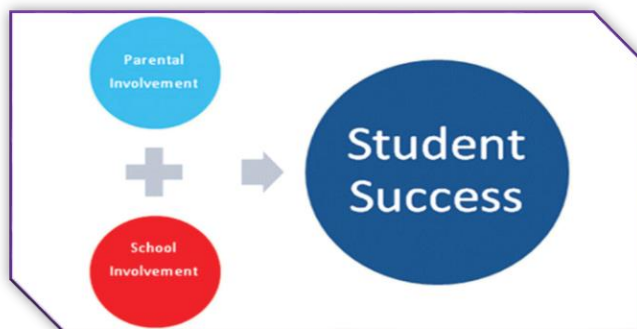 Parental
Involvement
School
Involvement
Student
Success